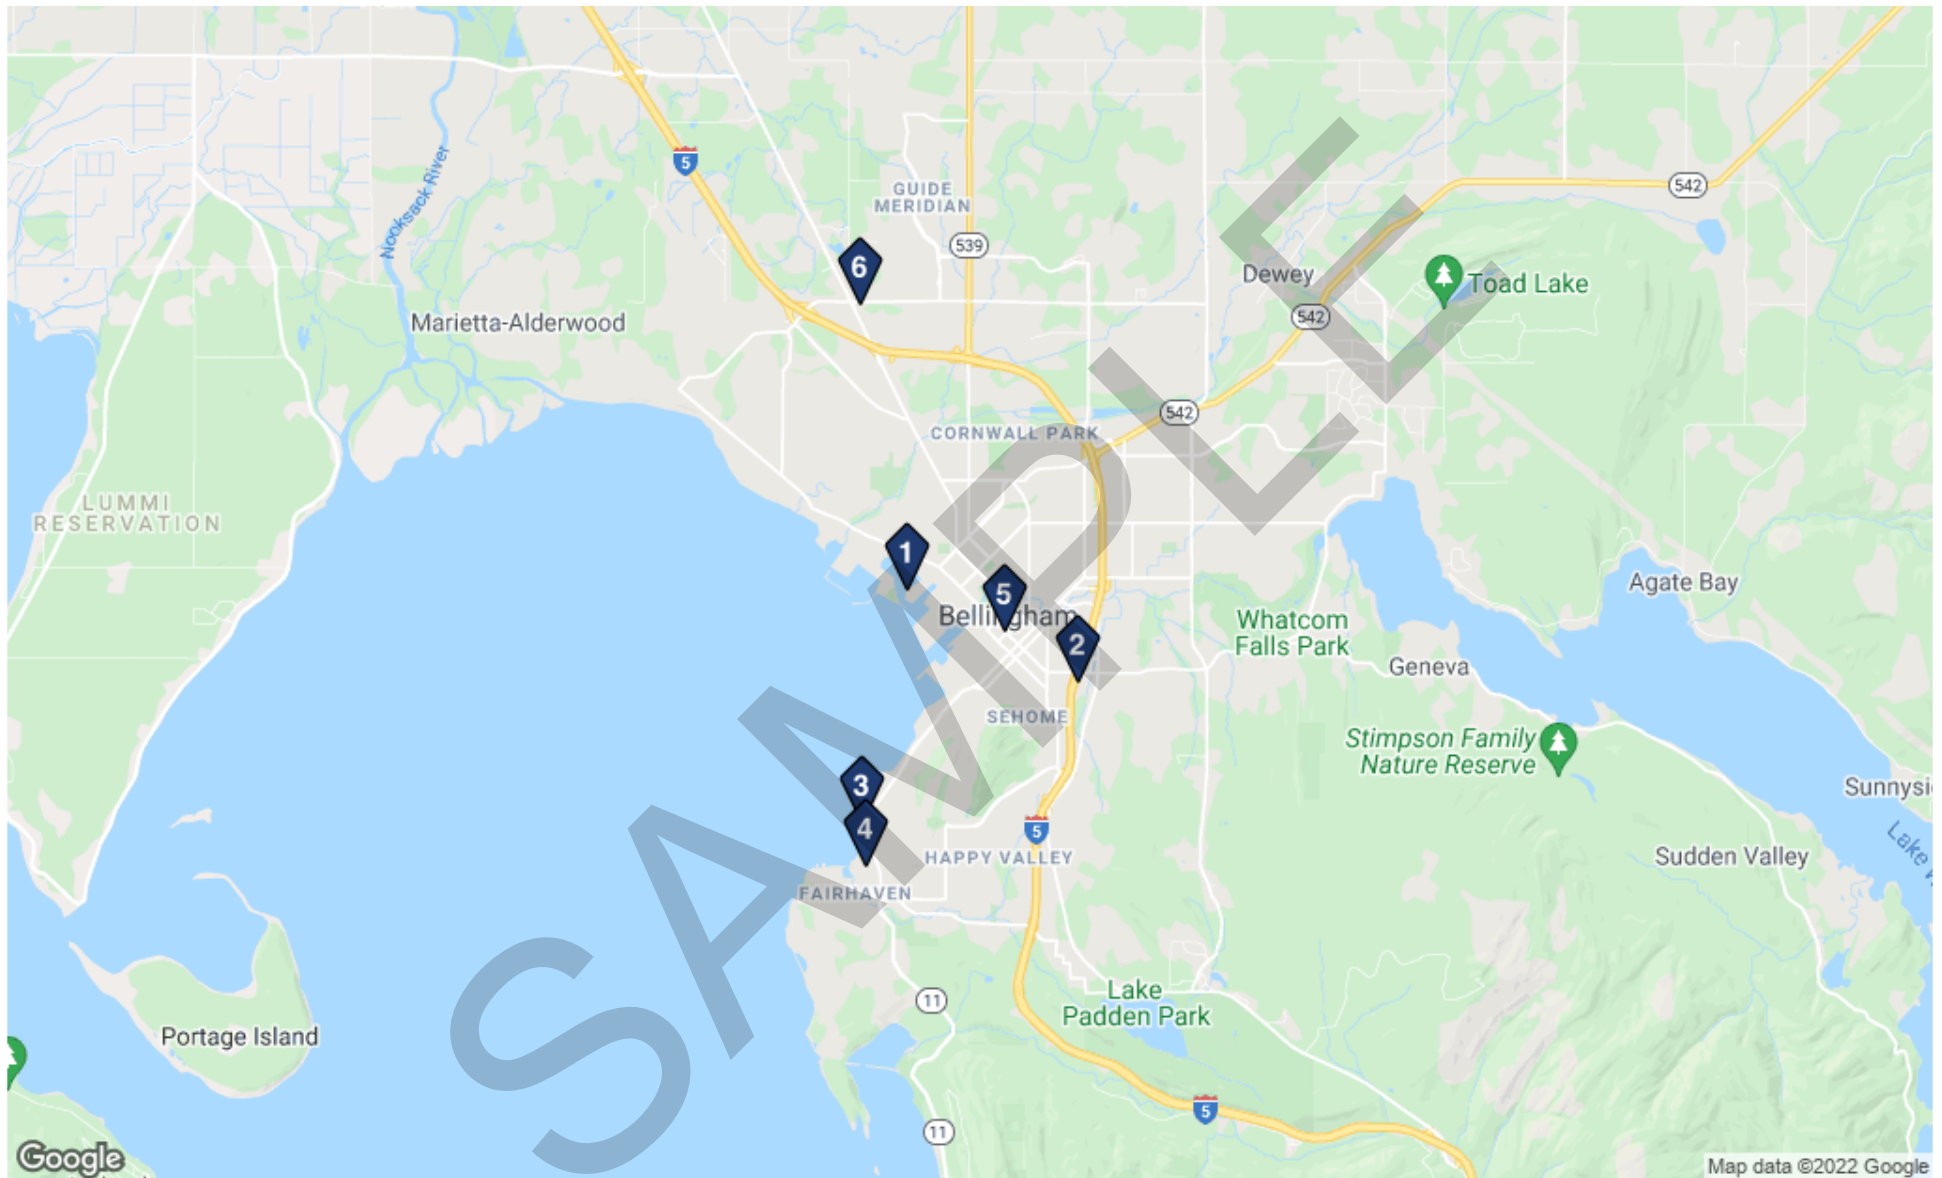 5
Nooksack River
GUIDE
MERIDIAN
542
539
6
Dewey
Toad Lake
Marietta-Alderwood
542
542
CORNWALL PARK
LUMMI
RESERVATION
1
Agate Bay
5
Bellingham
Whatcom
Falls Park
2
Geneva
SEHOME
Stimpson Family
Nature Reserve
3
Sunnysi
4
5
Lake
HAPPY VALLEY
Sudden Valley
FAIRHAVEN
Lake
Padden Park
11
Portage Island
5
11
SAMPLE
Google
Map data ©2022 Google